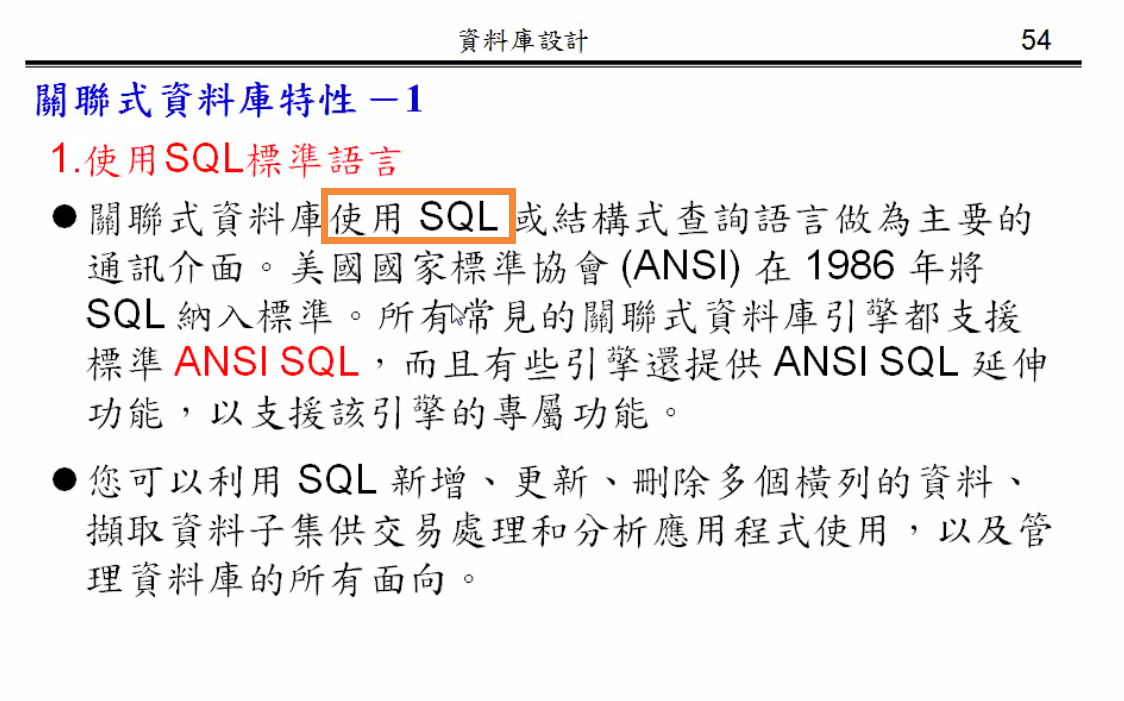 資料庫設計 54
關聯式資料庫特性 –1
1.使用SQL標準語言
●關聯式資料庫使用 SQL 或結構式查詢語言做為主要的
通訊介面。美國國家標準協會 (ANSI) 在 1986 年將
SQL 納入標準。所有常見的關聯式資料庫引擎都支援
標準 ANSI SQL，而且有些引擎還提供 ANSI SQL 延伸
功能，以支援該引擎的專屬功能。
●您可以利用 SQL 新增、更新、刪除多個橫列的資料、
擷取資料子集供交易處理和分析應用程式使用，以及管
理資料庫的所有面向。